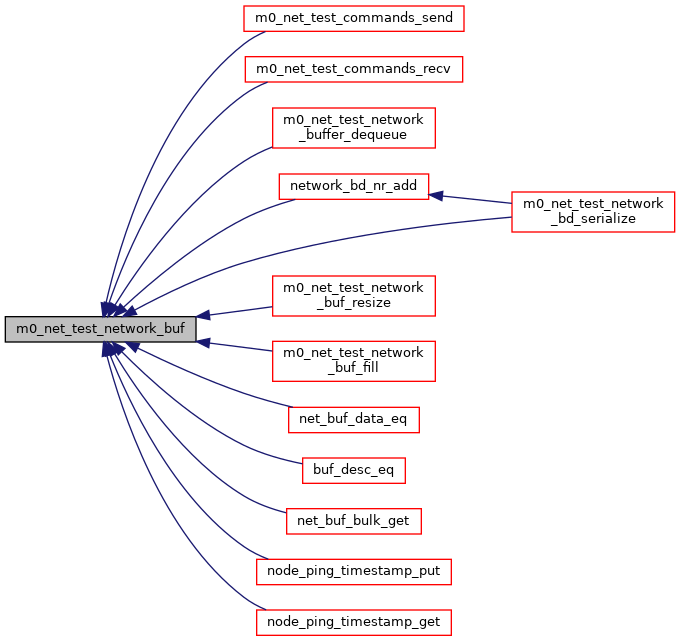 m0_net_test_commands_send
m0_net_test_commands_recv
m0_net_test_network
_buffer_dequeue
network_bd_nr_add
m0_net_test_network
_bd_serialize
m0_net_test_network
_buf_resize
m0_net_test_network_buf
m0_net_test_network
_buf_fill
net_buf_data_eq
buf_desc_eq
net_buf_bulk_get
node_ping_timestamp_put
node_ping_timestamp_get